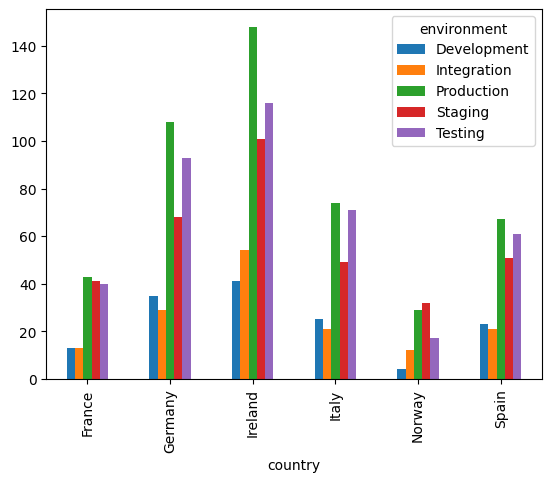 environment
Development
Integration
Production
Staging
Testing
140
120
100
80
60
40
20
0
France
Germany
Ireland
Italy
Norway
Spain
country